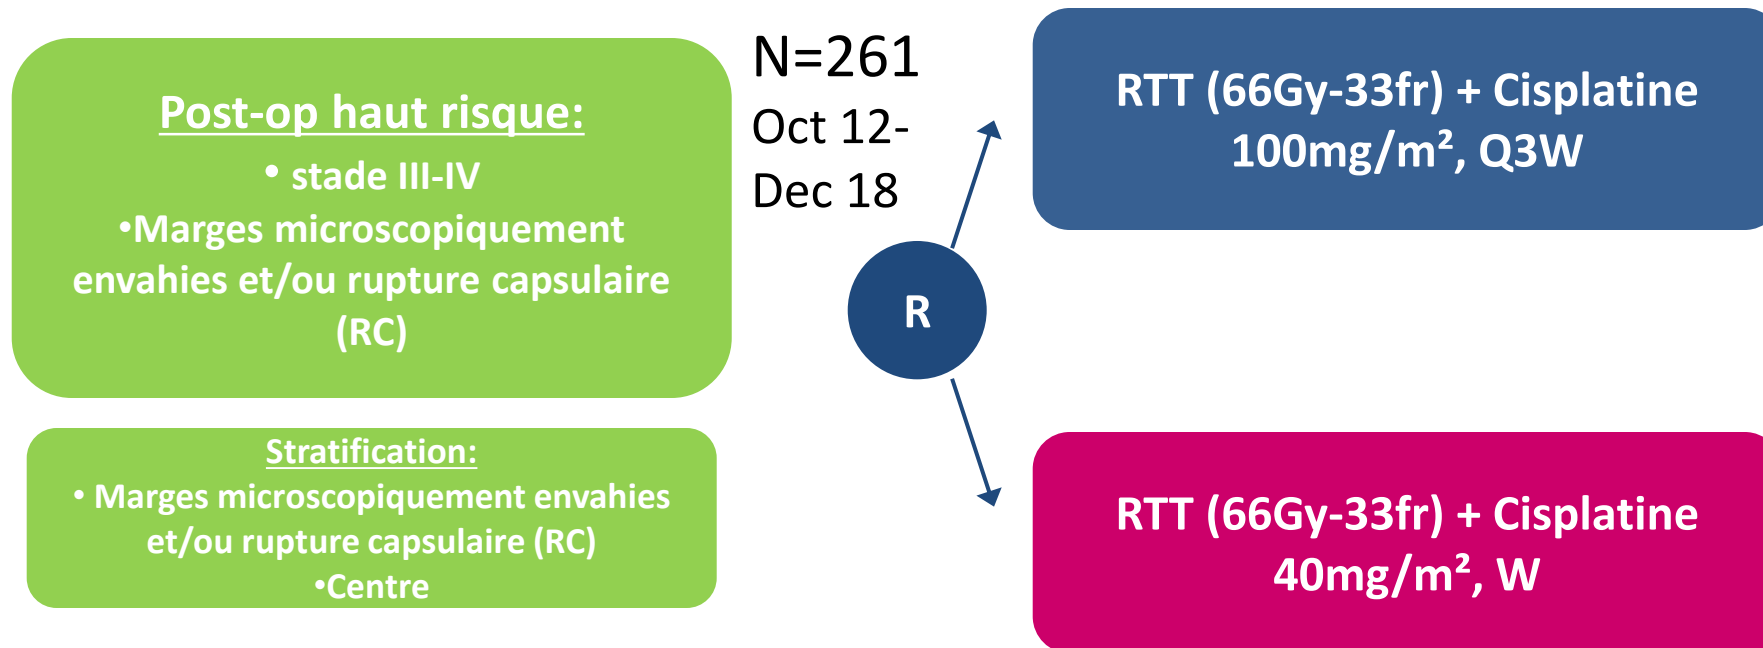 Post-op haut risque:
• stade III-IV
•Marges microscopiquement
envahies et/ou rupture capsulaire
(RC)
Stratification:
• Marges microscopiquement envahies
et/ou rupture capsulaire (RC)
•Centre
N=261
Oct 12-
Dec 18
R
RTT (66Gy-33fr) + Cisplatine
100mg/m², Q3W
RTT (66Gy-33fr) + Cisplatine
40mg/m², W